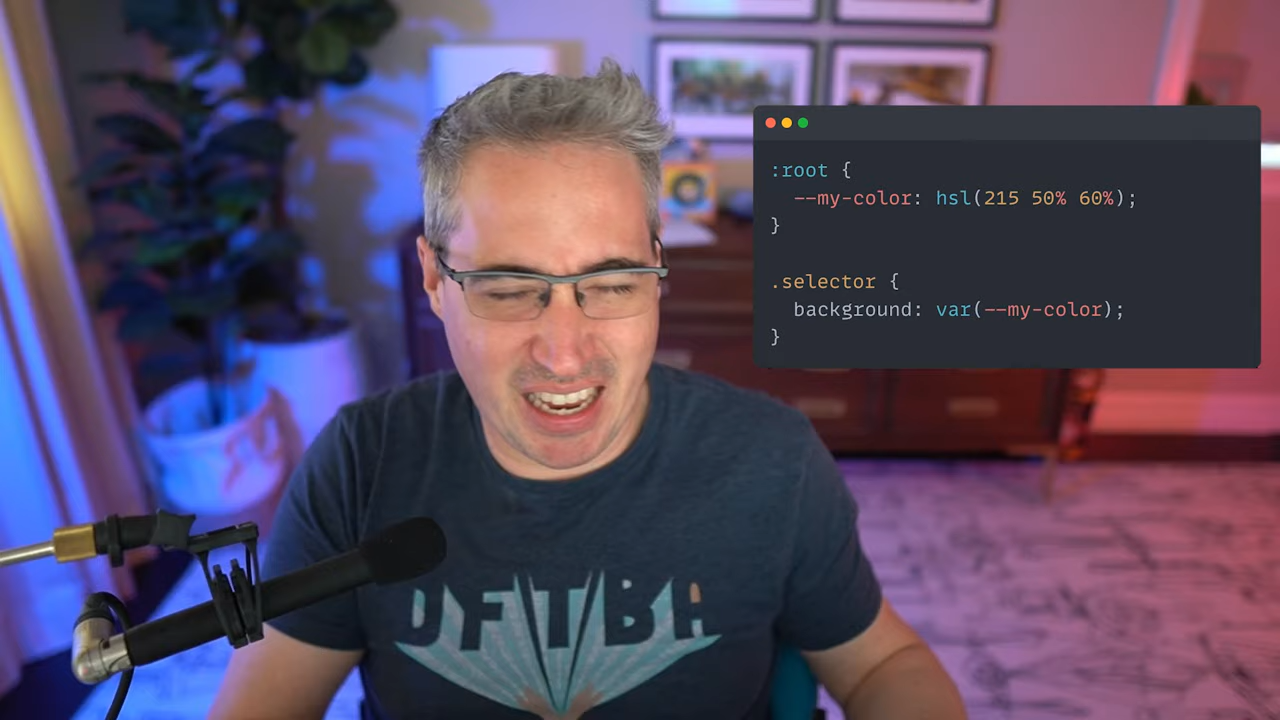 :root {
--my-color: hsl(215 50% 60%);
}
.selector {
background: var(--my-color);
}
DFTBA